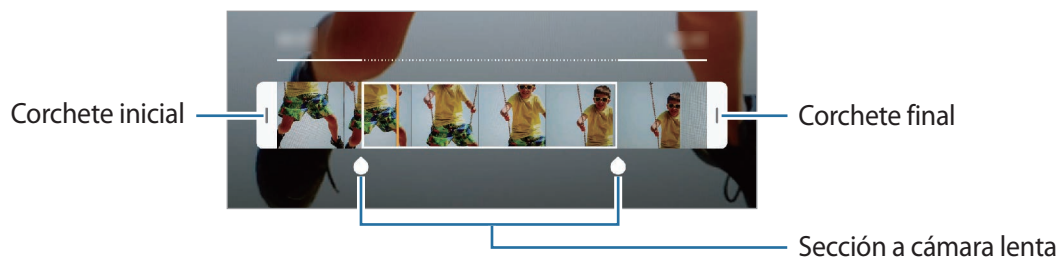 Corchete inicial
Corchete final
Sección a cámara lenta